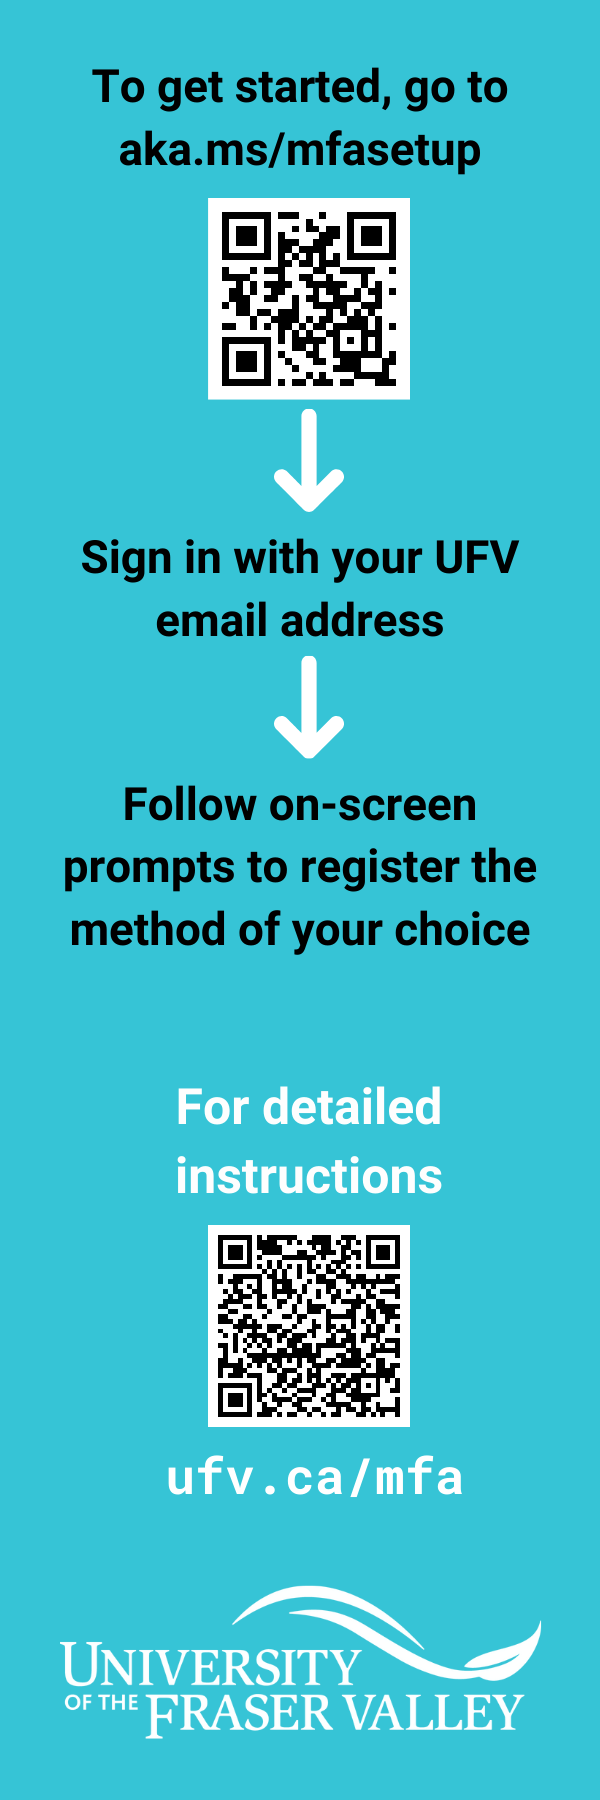 To get started, go to
aka.ms/mfasetup
Sign in with your UFV
email address
Follow on-screen
prompts to register the
method of your choice
For detailed
instructions
ufv.ca/mfa
UNIVERSITY
OF THE FRASER VALLEY